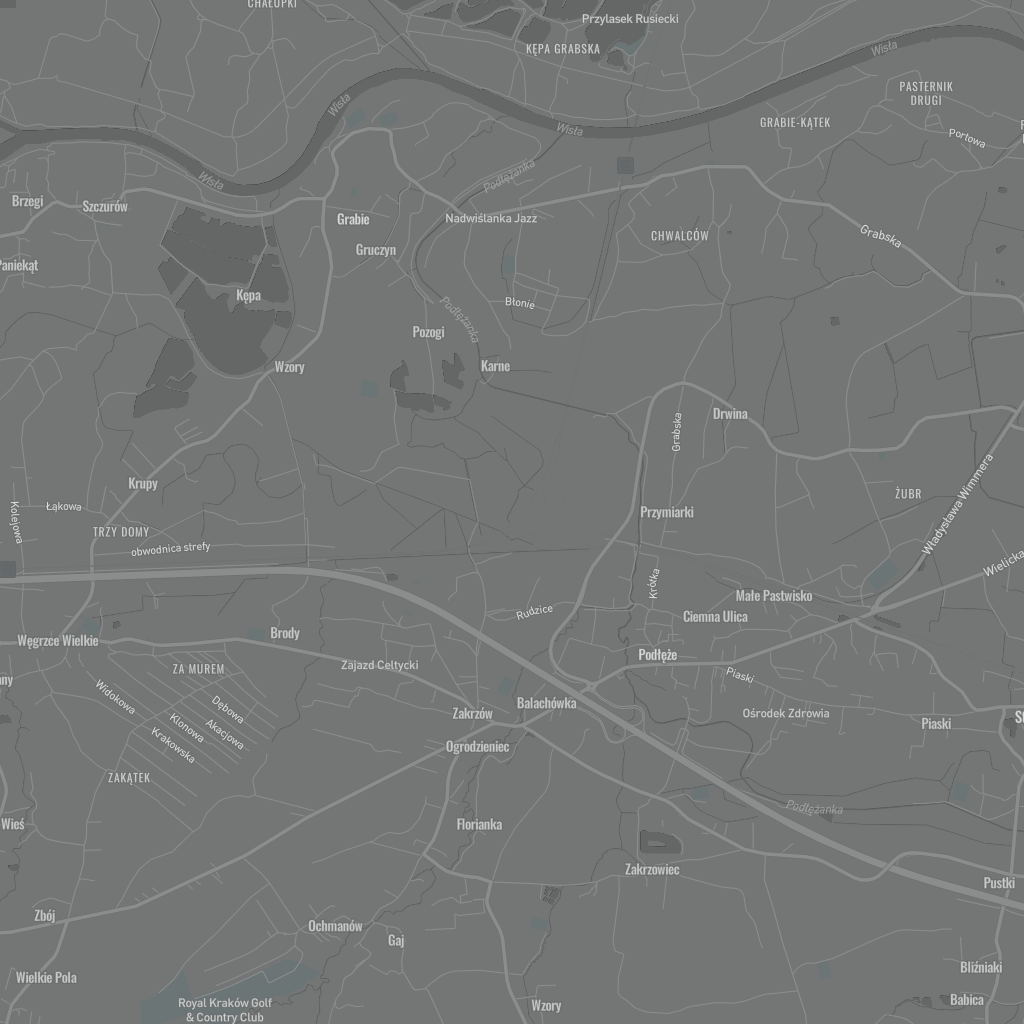 CHAŁUPKI
Przylasek Rusiecki
KĘPA GRABSKA
Wisła
PASTERNIK
DRUGI
Wisła
GRABIE-KĄTEK
Wisła
Portowa
Podłężanka
Wisła
Brzegi
Szczurów
Grabie
Nadwiślanka Jazz
Grabska
CHWALCÓW
Gruczyn
Paniekąt
Kępa
Błonie
Podłężanka
Pozogi
Wzory
Karne
Drwina
Grabska
Krupy
ŻUBR
Władysława Wimmera
Łąkowa
Kolejowa
Przymiarki
TRZY DOMY
obwodnica strefy
Wielicka
Krótka
Małe Pastwisko
Rudzice
Ciemna Ulica
Brody
Węgrzce Wielkie
Podłęże
Zajazd Celtycki
ZA MUREM
Piaski
Widokowa
Dębowa
Balachówka
Zakrzów
Ośrodek Zdrowia
Klonowa
Akacjowa
Piaski
Krakowska
Ogrodzieniec
ZAKĄTEK
Podłężanka
Wieś
Florianka
Zakrzowiec
Pustki
Zbój
Ochmanów
Gaj
Bliźniaki
Wielkie Pola
Royal Kraków Golf
& Country Club
Wzory
Babica